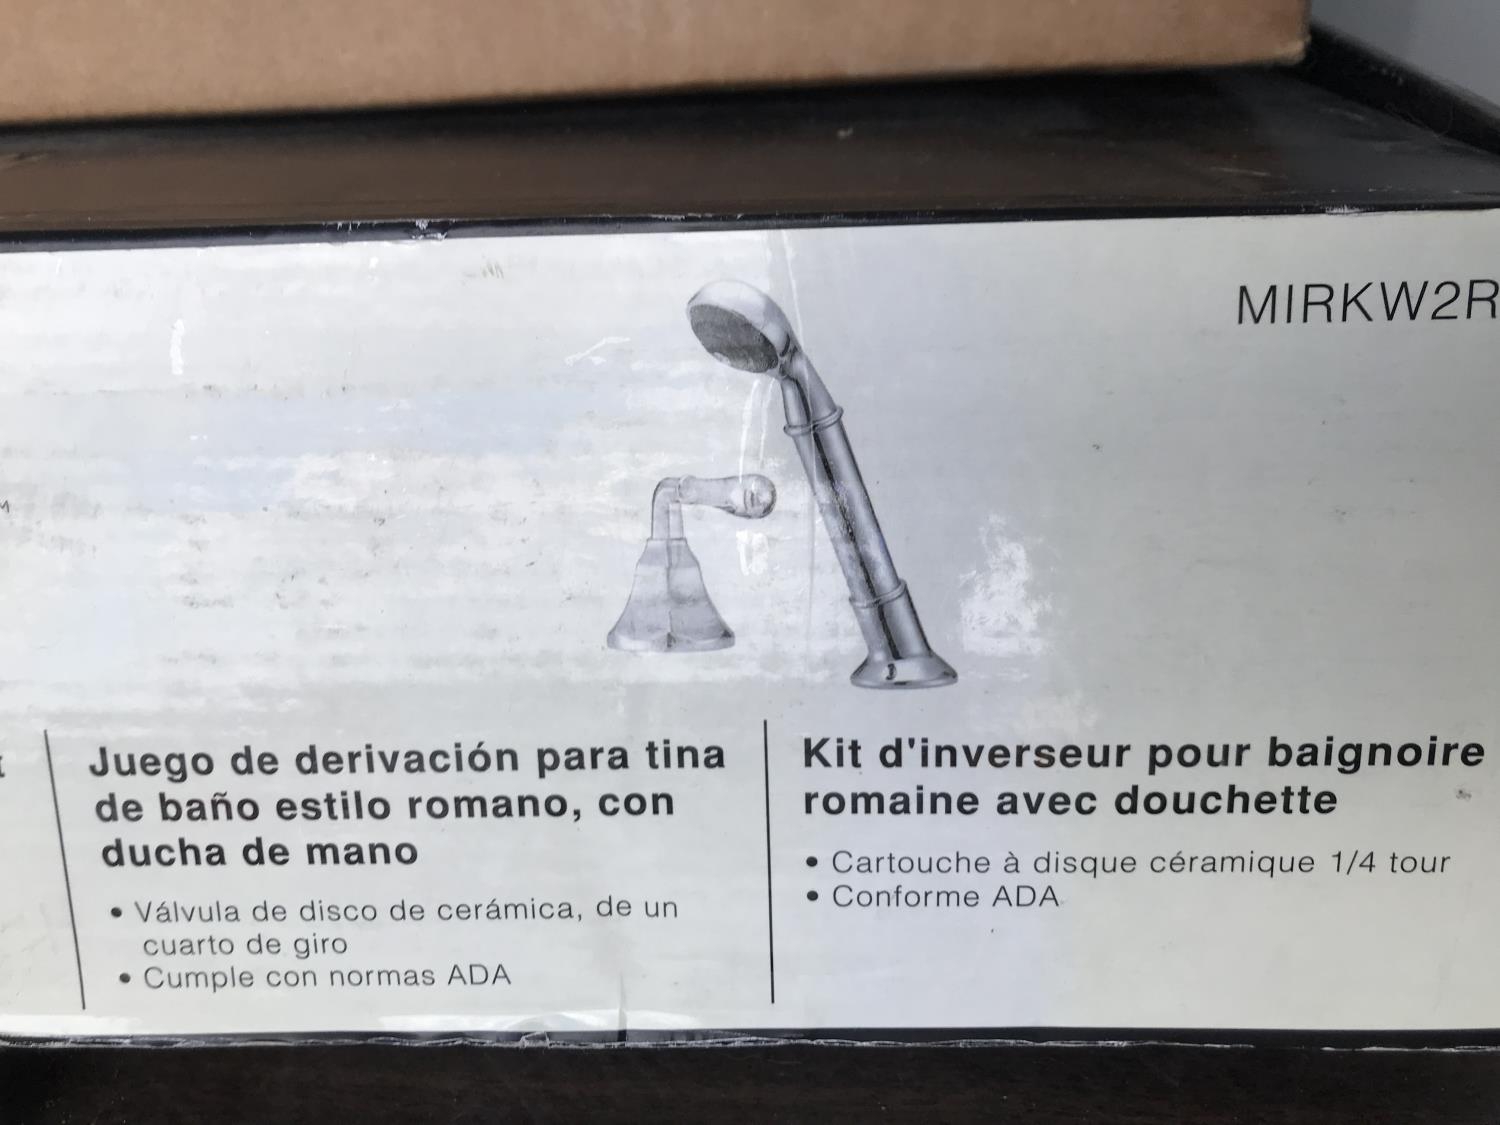 MIRKW2R
Juego de derivación para tina
de baño estilo romano, con
ducha de mano
• Válvula de disco de cerámica, de un
cuarto de giro
• Cumple con normas ADA
Kit d'inverseur pour baignoire
romaine avec douchette
• Cartouche à disque céramique 1/4 tour
• Conforme ADA